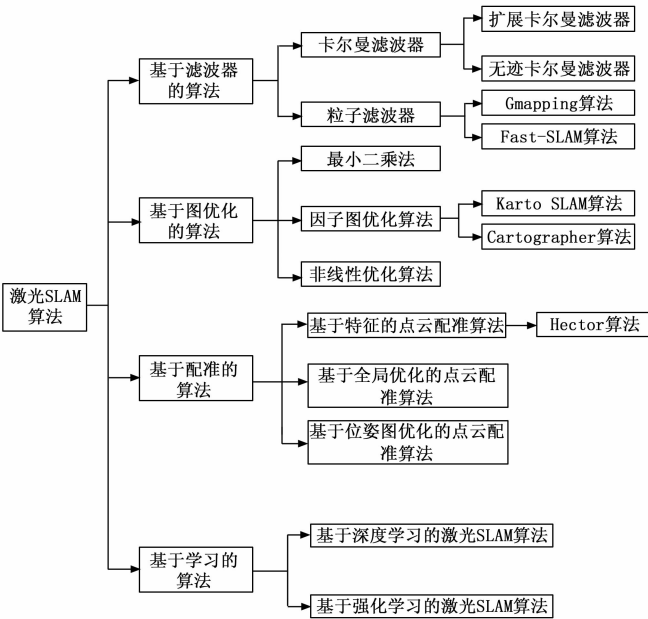 激光SLAM
算法
基于滤波器
的算法
卡尔曼滤波器
扩展卡尔曼滤波器
无迹卡尔曼滤波器
粒子滤波器
Gmapping算法
Fast-SLAM算法
基于图优化
的算法
最小二乘法
因子图优化算法
Karto SLAM算法
Cartographer算法
非线性优化算法
基于配准的
算法
基于特征的点云配准算法
Hector算法
基于全局优化的点云配
准算法
基于位姿图优化的点云配
准算法
基于学习的
算法
基于深度学习的激光SLAM算法
基于强化学习的激光SLAM算法